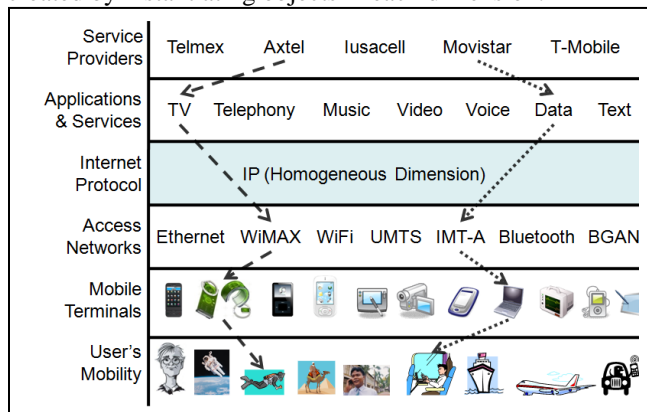 Service Providers
Telmex Axtel Iusacell Movistar T-Mobile
Applications & Services
TV Telephony Music Video Voice Data Text
Internet Protocol
IP (Homogeneous Dimension)
Access Networks
Ethernet WiMAX WiFi UMTS IMT-A Bluetooth BGAN
Mobile Terminals
User's Mobility